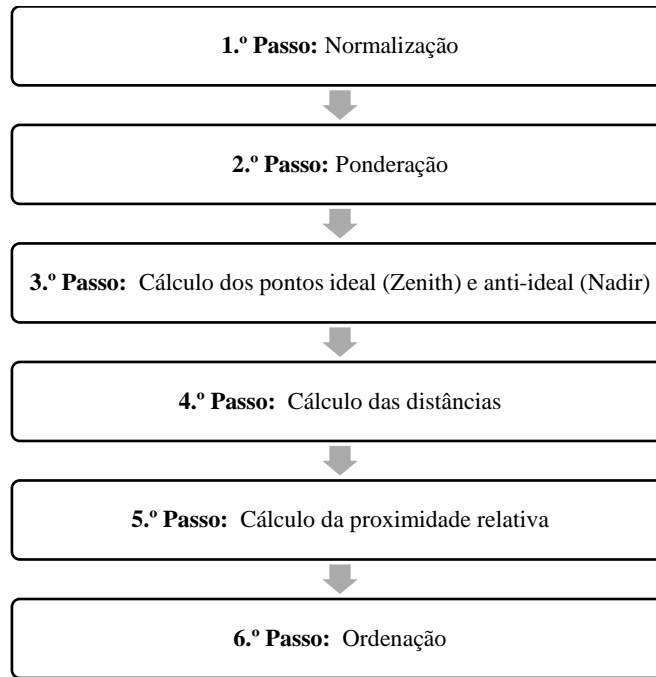 1.º Passo: Normalização
2.º Passo: Ponderação
3.º Passo: Cálculo dos pontos ideal (Zenith) e anti-ideal (Nadir)
4.º Passo: Cálculo das distâncias
5.º Passo: Cálculo da proximidade relativa
6.º Passo: Ordenação